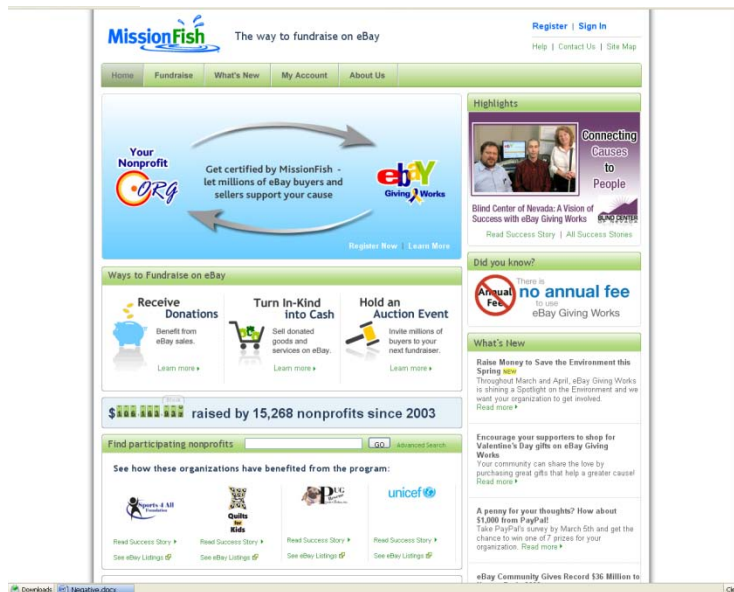 MissionFish
The way to fundraise on eBay
Register | Sign In
Help | Contact Us | Site Map
Home
Fundraise
What's New
My Account
About Us
Your
Nonprofit
.ORG
Get certified by MissionFish -
let millions of eBay buyers and
sellers support your cause
ebaY
Giving Works
Register Now | Learn More
Highlights
Connecting
Causes
to
People
Blind Center of Nevada: A Vision of
Success with eBay Giving Works
BLIND CENTER
Read Success Story | All Success Stories
Did you know?
Annual
Fee
There is
no annual fee
to use
eBay Giving Works
Ways to Fundraise on eBay
Receive
Donations
Benefit from
eBay sales.
Learn more
Turn In-Kind
into Cash
Sell donated
goods and
services on eBay.
Learn more
Hold an
Auction Event
Invite millions of
buyers to your
next fundraiser.
Learn more
$
raised by 15,268 nonprofits since 2003
Find participating nonprofits
GO
Advanced Search
See how these organizations have benefited from the program:
Sports 4 All
Foundation
Quilts
for
Kids
PUG
unicef
Read Success Story
Read Success Story
Read Success Story
Read Success Story
See eBay Listings
See eBay Listings
See eBay Listings
See eBay Listings
What's New
Raise Money to Save the Environment this
Spring NEW
Throughout March and April, eBay Giving Works
is shining a Spotlight on the Environment and we
want your organization to get involved.
Read more
Encourage your supporters to shop for
Valentine's Day gifts on eBay Giving
Works
Your community can share the love by
purchasing great gifts that help a greater cause!
Read more
A penny for your thoughts? How about
$1,000 from PayPal!
Take PayPal's survey by March 5th and get the
chance to win one of 7 prizes for your
organization. Read more
eBay Community Gives Record $36 Million to
Downloads
Negative.docx